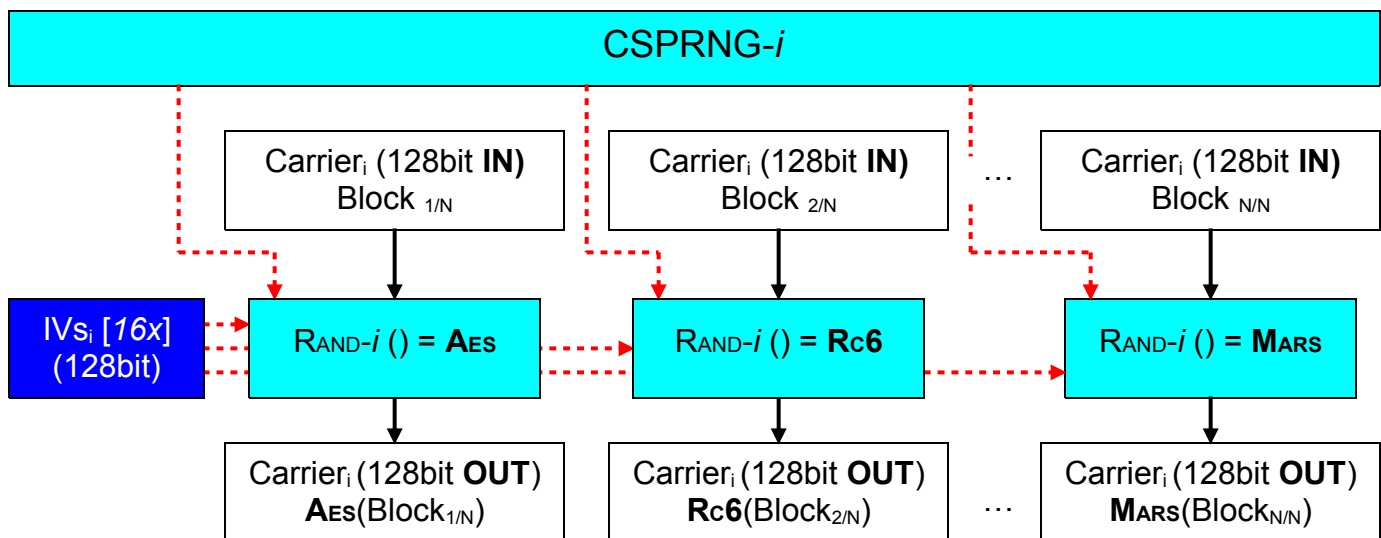 CSPRNG-i
Carrierᵢ (128bit IN)
Block 1/N
Carrierᵢ (128bit IN)
Block 2/N
...
Carrierᵢ (128bit IN)
Block N/N
IVsᵢ [16x]
(128bit)
RAND-i () = AES
RAND-i () = RC6
RAND-i () = MARS
Carrierᵢ (128bit OUT)
AES(Block1/N)
Carrierᵢ (128bit OUT)
RC6(Block2/N)
...
Carrierᵢ (128bit OUT)
MARS(BlockN/N)